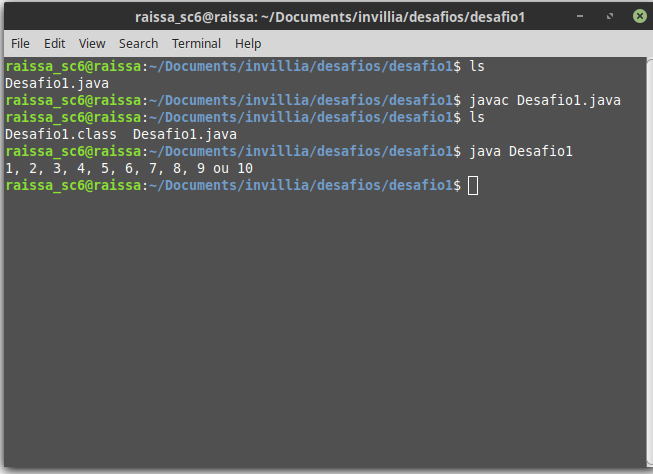 raissa_sc6@raissa: ~/Documents/invillia/desafios/desafio1
File Edit View Search Terminal Help
raissa_sc6@raissa:~/Documents/invillia/desafios/desafio1$ ls
Desafio1.java
raissa_sc6@raissa:~/Documents/invillia/desafios/desafio1$ javac Desafio1.java
raissa_sc6@raissa:~/Documents/invillia/desafios/desafio1$ ls
Desafio1.class  Desafio1.java
raissa_sc6@raissa:~/Documents/invillia/desafios/desafio1$ java Desafio1
1, 2, 3, 4, 5, 6, 7, 8, 9 ou 10
raissa_sc6@raissa:~/Documents/invillia/desafios/desafio1$